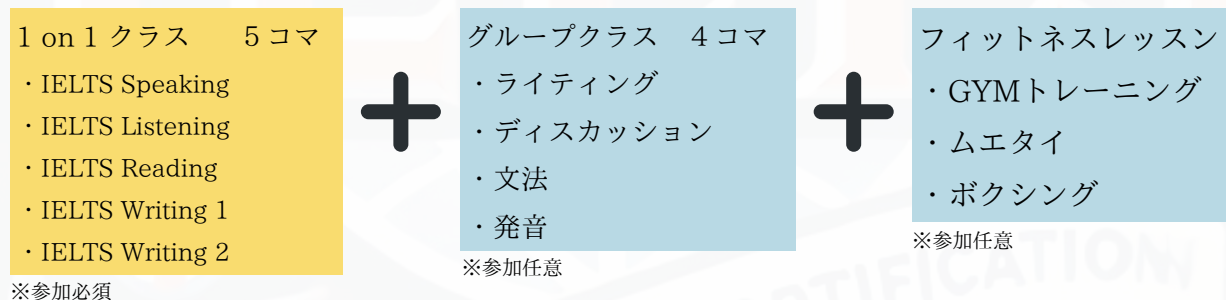 1 on 1 クラス　　5コマ
・IELTS Speaking
・IELTS Listening
・IELTS Reading
・IELTS Writing 1
・IELTS Writing 2
※参加必須
グループクラス　4コマ
・ライティング
・ディスカッション
・文法
・発音
※参加任意
フィットネスレッスン
・GYMトレーニング
・ムエタイ
・ボクシング
※参加任意